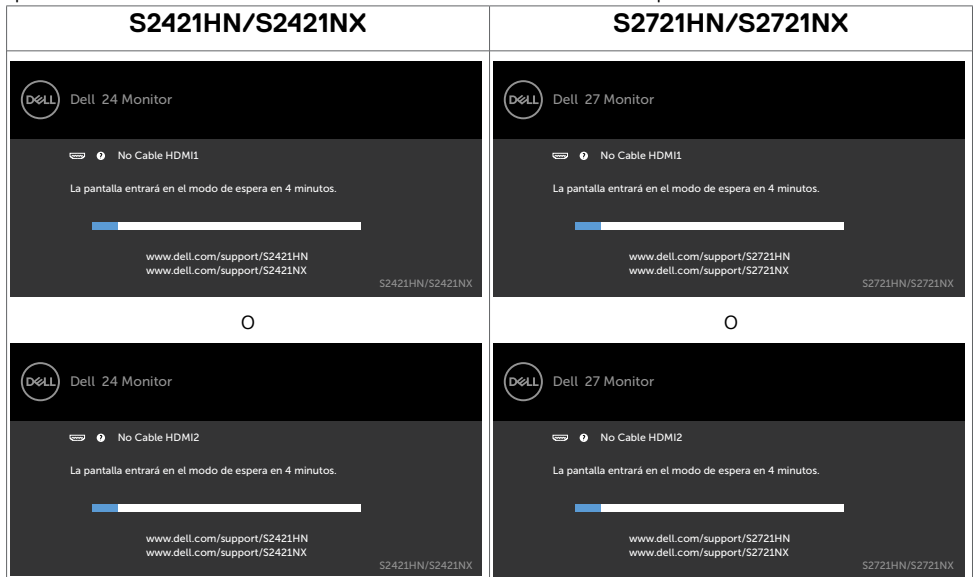 S2421HN/S2421NX
S2721HN/S2721NX
DELL Dell 24 Monitor
No Cable HDMI1
La pantalla entrará en el modo de espera en 4 minutos.
www.dell.com/support/S2421HN
www.dell.com/support/S2421NX
S2421HN/S2421NX
DELL Dell 27 Monitor
No Cable HDMI1
La pantalla entrará en el modo de espera en 4 minutos.
www.dell.com/support/S2721HN
www.dell.com/support/S2721NX
S2721HN/S2721NX
O
O
DELL Dell 24 Monitor
No Cable HDMI2
La pantalla entrará en el modo de espera en 4 minutos.
www.dell.com/support/S2421HN
www.dell.com/support/S2421NX
S2421HN/S2421NX
DELL Dell 27 Monitor
No Cable HDMI2
La pantalla entrará en el modo de espera en 4 minutos.
www.dell.com/support/S2721HN
www.dell.com/support/S2721NX
S2721HN/S2721NX